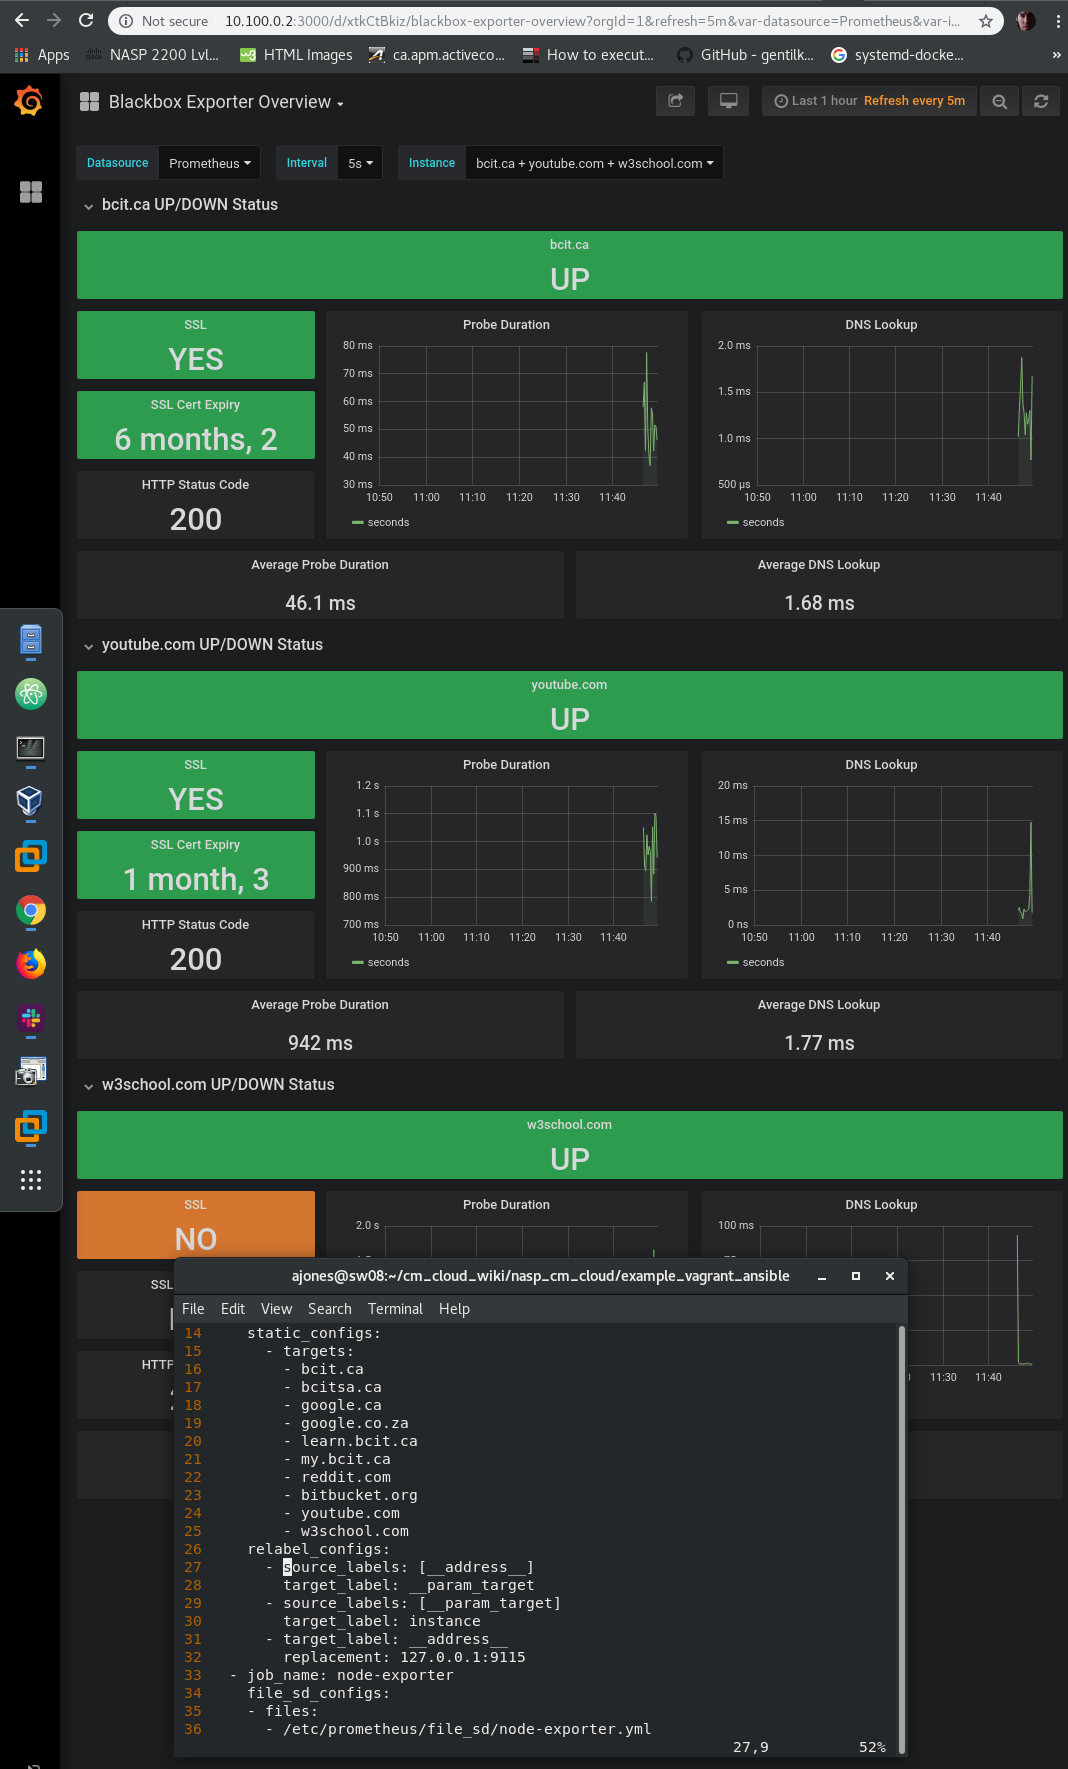 Not secure 10.100.0.2:3000/d/xtkCtBkiz/blackbox-exporter-overview?orgId=1&refresh=5m&var-datasource=Prometheus&var-i...
Apps NASP 2200 Lvl... HTML Images ca.apm.activeco... How to execut... GitHub - gentilk... systemd-docke... »
Blackbox Exporter Overview
Last 1 hour Refresh every 5m
Datasource Prometheus Interval 5s Instance bcit.ca + youtube.com + w3school.com
bcit.ca UP/DOWN Status
bcit.ca
UP
SSL
YES
SSL Cert Expiry
6 months, 2
HTTP Status Code
200
Probe Duration
80 ms
70 ms
60 ms
50 ms
40 ms
30 ms
10:50 11:00 11:10 11:20 11:30 11:40
seconds
DNS Lookup
2.0 ms
1.5 ms
1.0 ms
500 µs
10:50 11:00 11:10 11:20 11:30 11:40
seconds
Average Probe Duration
46.1 ms
Average DNS Lookup
1.68 ms
youtube.com UP/DOWN Status
youtube.com
UP
SSL
YES
SSL Cert Expiry
1 month, 3
HTTP Status Code
200
Probe Duration
1.2 s
1.1 s
1.0 s
900 ms
800 ms
700 ms
10:50 11:00 11:10 11:20 11:30 11:40
seconds
DNS Lookup
20 ms
15 ms
10 ms
5 ms
0 ns
10:50 11:00 11:10 11:20 11:30 11:40
seconds
Average Probe Duration
942 ms
Average DNS Lookup
1.77 ms
w3school.com UP/DOWN Status
w3school.com
UP
SSL
NO
SSL
HTT
Probe Duration
2.0 s
DNS Lookup
100 ms
11:30 11:40
ajones@sw08:~/cm_cloud_wiki/nasp_cm_cloud/example_vagrant_ansible
File Edit View Search Terminal Help
14 static_configs:
15 - targets:
16 - bcit.ca
17 - bcitsa.ca
18 - google.ca
19 - google.co.za
20 - learn.bcit.ca
21 - my.bcit.ca
22 - reddit.com
23 - bitbucket.org
24 - youtube.com
25 - w3school.com
26 relabel_configs:
27 - source_labels: [__address__]
28 target_label: __param_target
29 - source_labels: [__param_target]
30 target_label: instance
31 - target_label: __address__
32 replacement: 127.0.0.1:9115
33 - job_name: node-exporter
34 file_sd_configs:
35 - files:
36 - /etc/prometheus/file_sd/node-exporter.yml
27,9 52%